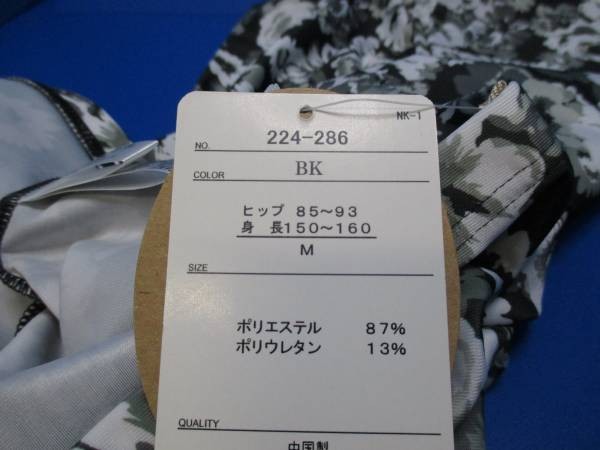 NK-1
NO. 224-286
COLOR BK
ヒップ 85～93
身 長150～160
M
SIZE
ポリエステル 87%
ポリウレタン 13%
QUALITY
中国製